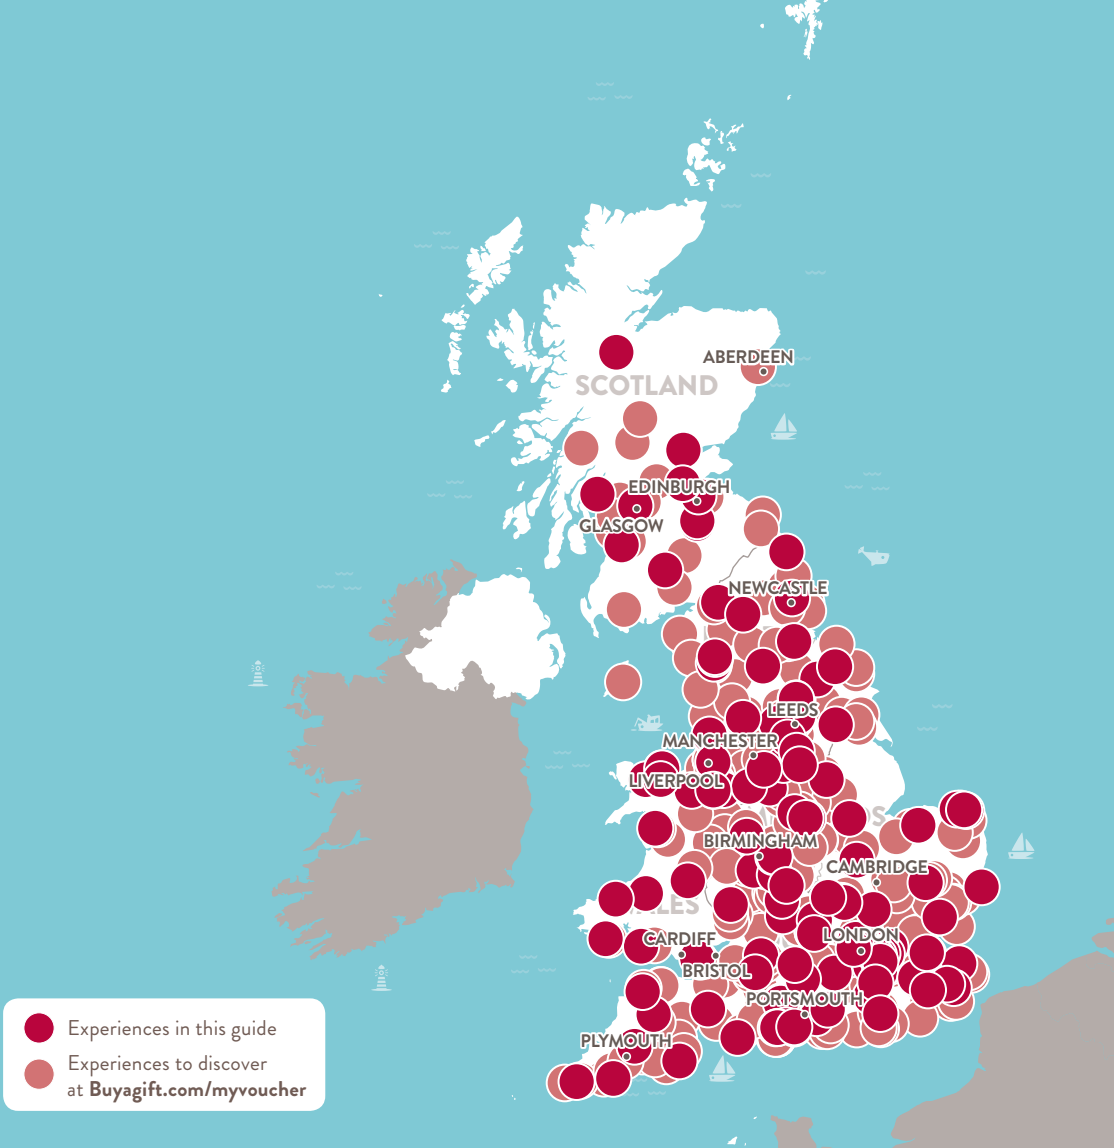 ABERDEEN
SCOTLAND
EDINBURGH
GLASGOW
NEWCASTLE
LEEDS
MANCHESTER
LIVERPOOL
BIRMINGHAM
CAMBRIDGE
CARDIFF
LONDON
BRISTOL
PORTSMOUTH
PLYMOUTH
Experiences in this guide
Experiences to discover
at Buyagift.com/myvoucher